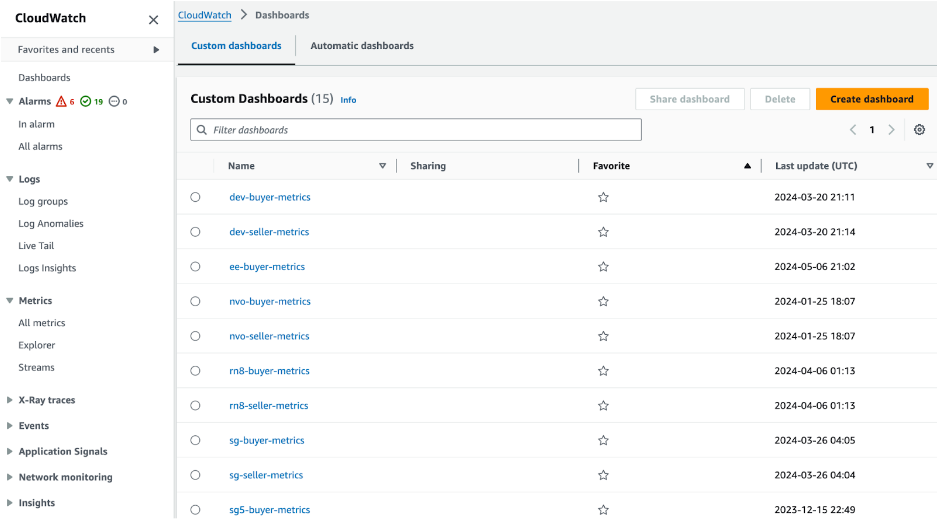 CloudWatch
Favorites and recents
Dashboards
Alarms 6 19 0
In alarm
All alarms
Logs
Log groups
Log Anomalies
Live Tail
Logs Insights
Metrics
All metrics
Explorer
Streams
X-Ray traces
Events
Application Signals
Network monitoring
Insights
CloudWatch > Dashboards
Custom dashboards Automatic dashboards
Custom Dashboards (15) Info
Share dashboard Delete Create dashboard
Filter dashboards
1
Name Sharing Favorite Last update (UTC)
dev-buyer-metrics 2024-03-20 21:11
dev-seller-metrics 2024-03-20 21:14
ee-buyer-metrics 2024-05-06 21:02
nvo-buyer-metrics 2024-01-25 18:07
nvo-seller-metrics 2024-01-25 18:07
rn8-buyer-metrics 2024-04-06 01:13
rn8-seller-metrics 2024-04-06 01:13
sg-buyer-metrics 2024-03-26 04:05
sg-seller-metrics 2024-03-26 04:04
sg5-buyer-metrics 2023-12-15 22:49